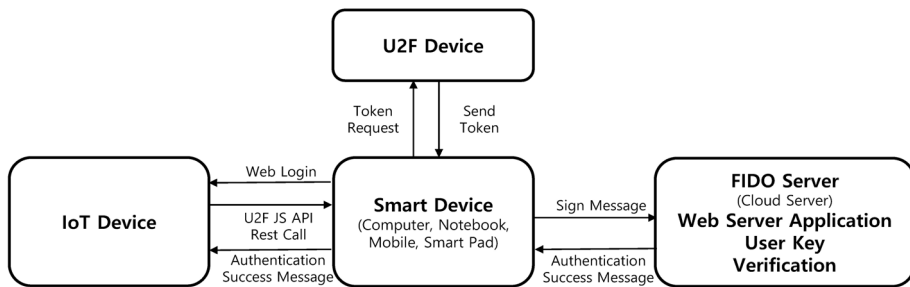 U2F Device
Token
Request
Send
Token
Web Login
IoT Device
U2F JS API
Rest Call
Authentication
Success Message
Smart Device
(Computer, Notebook,
Mobile, Smart Pad)
Sign Message
Authentication
Success Message
FIDO Server
(Cloud Server)
Web Server Application
User Key
Verification